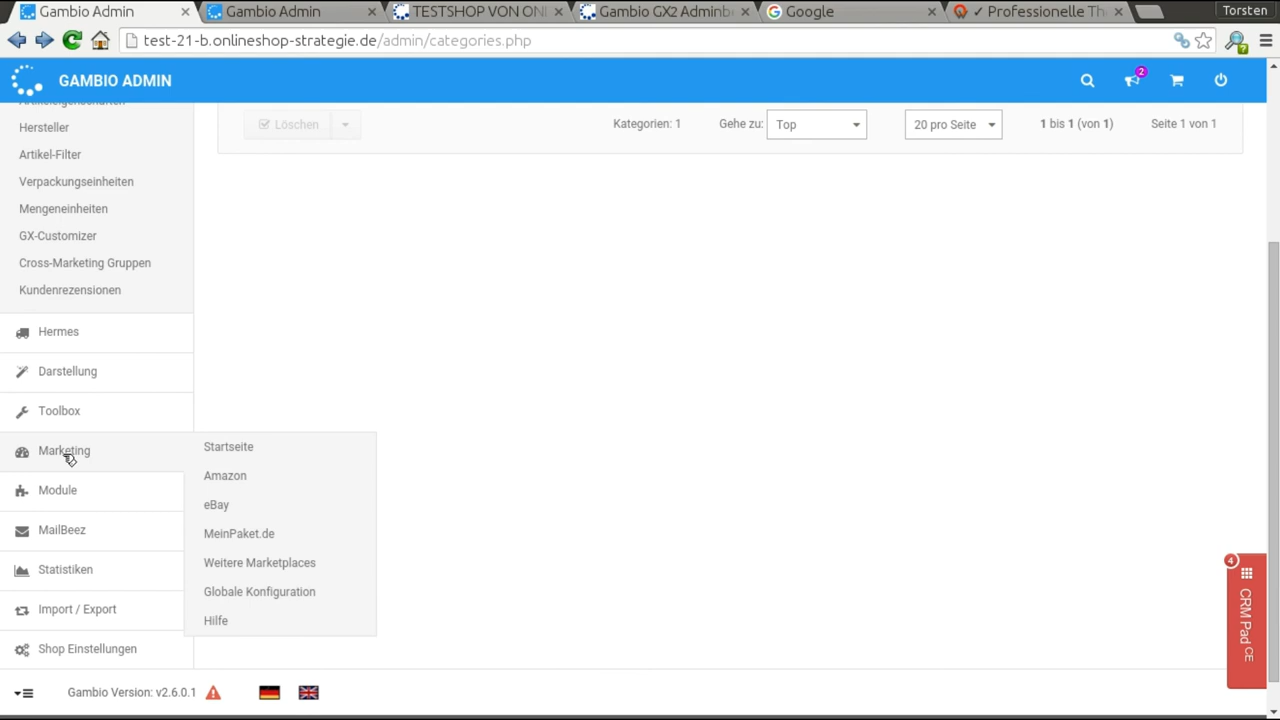 Gambio Admin
Gambio Admin
TESTSHOP VON ONL
Gambio GX2 Adminb
Google
✓ Professionelle Th
Torsten
test-21-b.onlineshop-strategie.de/admin/categories.php
GAMBIO ADMIN
2
Artikeleigenschaften
Hersteller
Artikel-Filter
Verpackungseinheiten
Mengeneinheiten
GX-Customizer
Cross-Marketing Gruppen
Kundenrezensionen
Löschen
Kategorien: 1
Gehe zu:
Top
20 pro Seite
1 bis 1 (von 1)
Seite 1 von 1
Hermes
Darstellung
Toolbox
Marketing
Module
MailBeez
Statistiken
Import / Export
Shop Einstellungen
Startseite
Amazon
eBay
MeinPaket.de
Weitere Marketplaces
Globale Konfiguration
Hilfe
4
CRM Pad CE
Gambio Version: v2.6.0.1